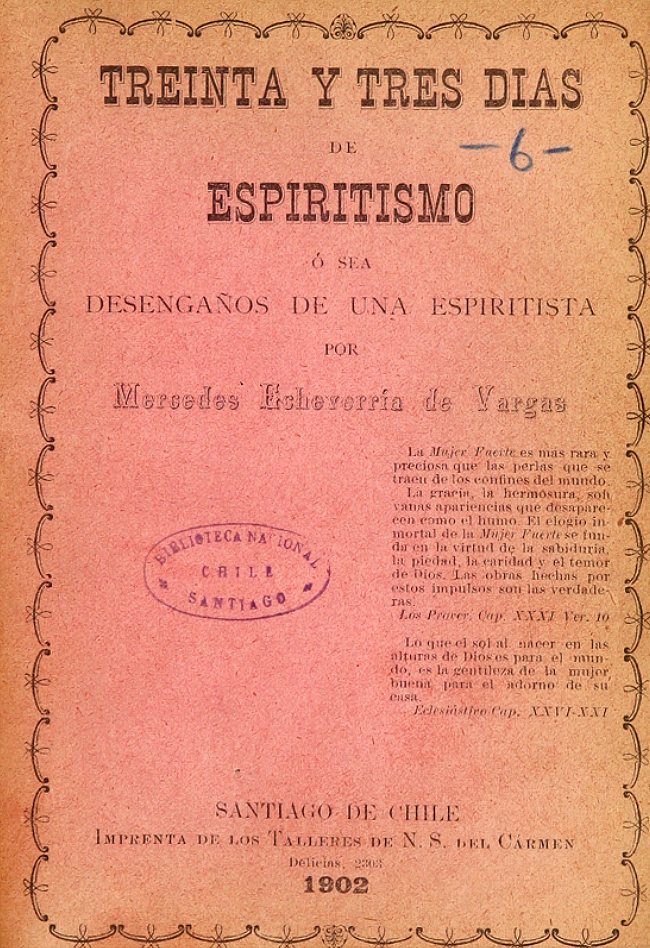 TREINTA Y TRES DIAS
DE
- 6 -
ESPIRITISMO
Ó SEA
DESENGAÑOS DE UNA ESPIRITISTA
POR
Mercedes Echeverría de Vargas
La Mujer Fuerte es mas rara y
preciosa que las perlas que se
traen de los confines del mundo.
La gracia, la hermosura, son
vanas apariencias que desapare-
cen como el humo. El elogio in-
mortal de la Mujer Fuerte se fun-
da en la virtud de la sabiduria,
la piedad, la caridad y el temor
de Dios. Las obras hechas por
estos impulsos son las verdade-
ras.
Los Prover. Cap. XXXI Ver. 10
Lo que el sol al nacer en las
alturas de Dios es para el mun-
do, es la gentileza de la mujer
buena para el adorno de su
casa.
Eclesiástico Cap. XXVI-XXI
BIBLIOTECA NACIONAL
CHILE
SANTIAGO
SANTIAGO DE CHILE
IMPRENTA DE LOS TALLERES DE N. S. DEL CÁRMEN
Delicias, 2303
1902